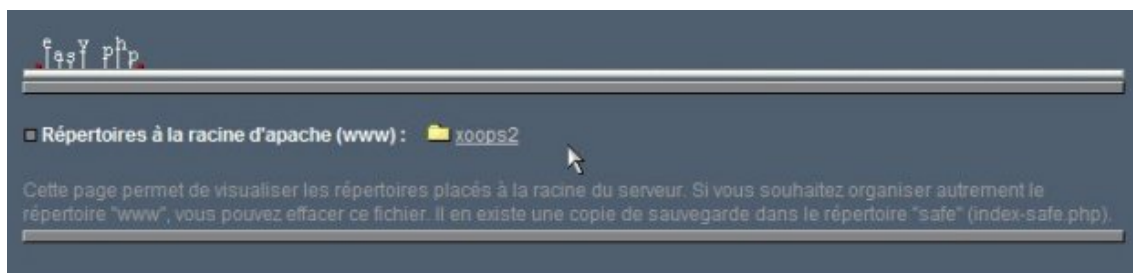 easy php
Répertoires à la racine d'apache (www) : xoops2
Cette page permet de visualiser les répertoires placés à la racine du serveur. Si vous souhaitez organiser autrement le
répertoire "www", vous pouvez effacer ce fichier. Il en existe une copie de sauvegarde dans le répertoire "safe" (index-safe.php).